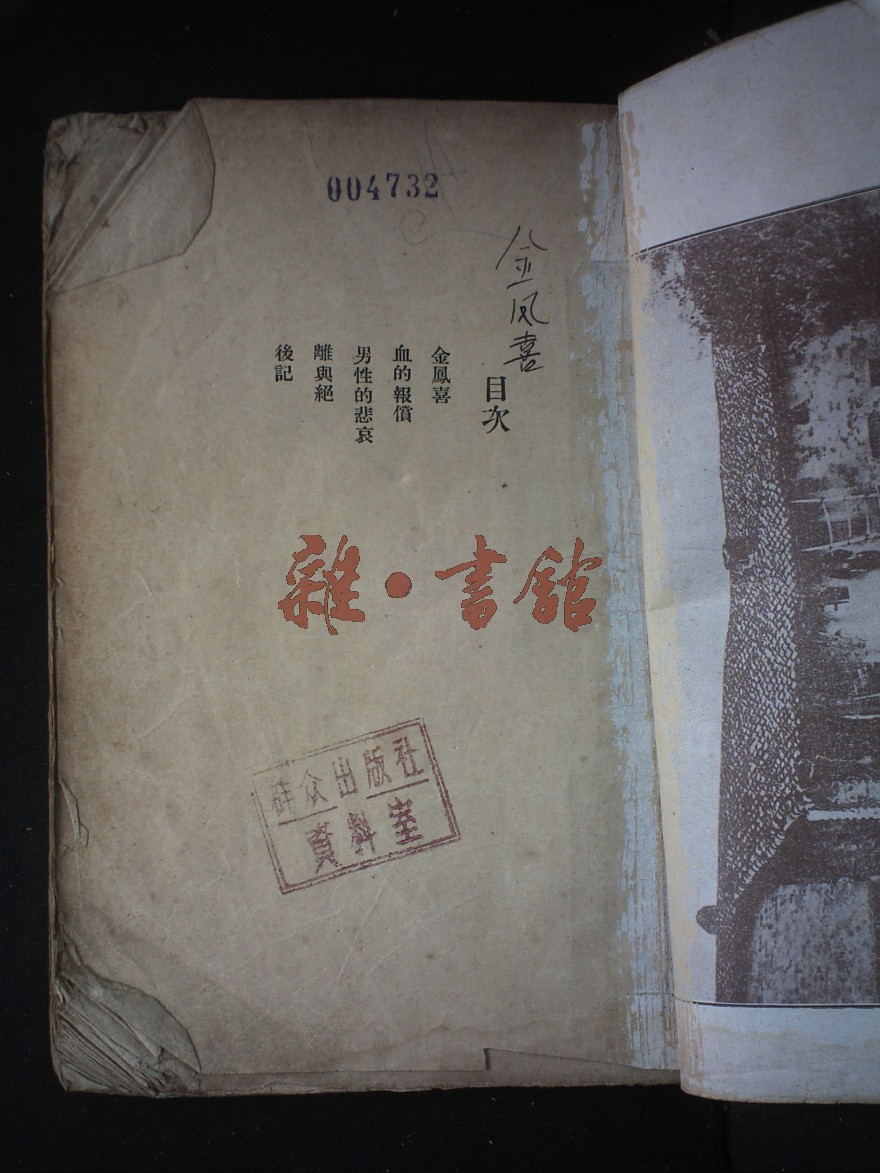 004732
金凤喜
目次
金鳳喜
血的報償
男性的悲哀
離與絕
後記
雜·書館
群众出版社
資料室